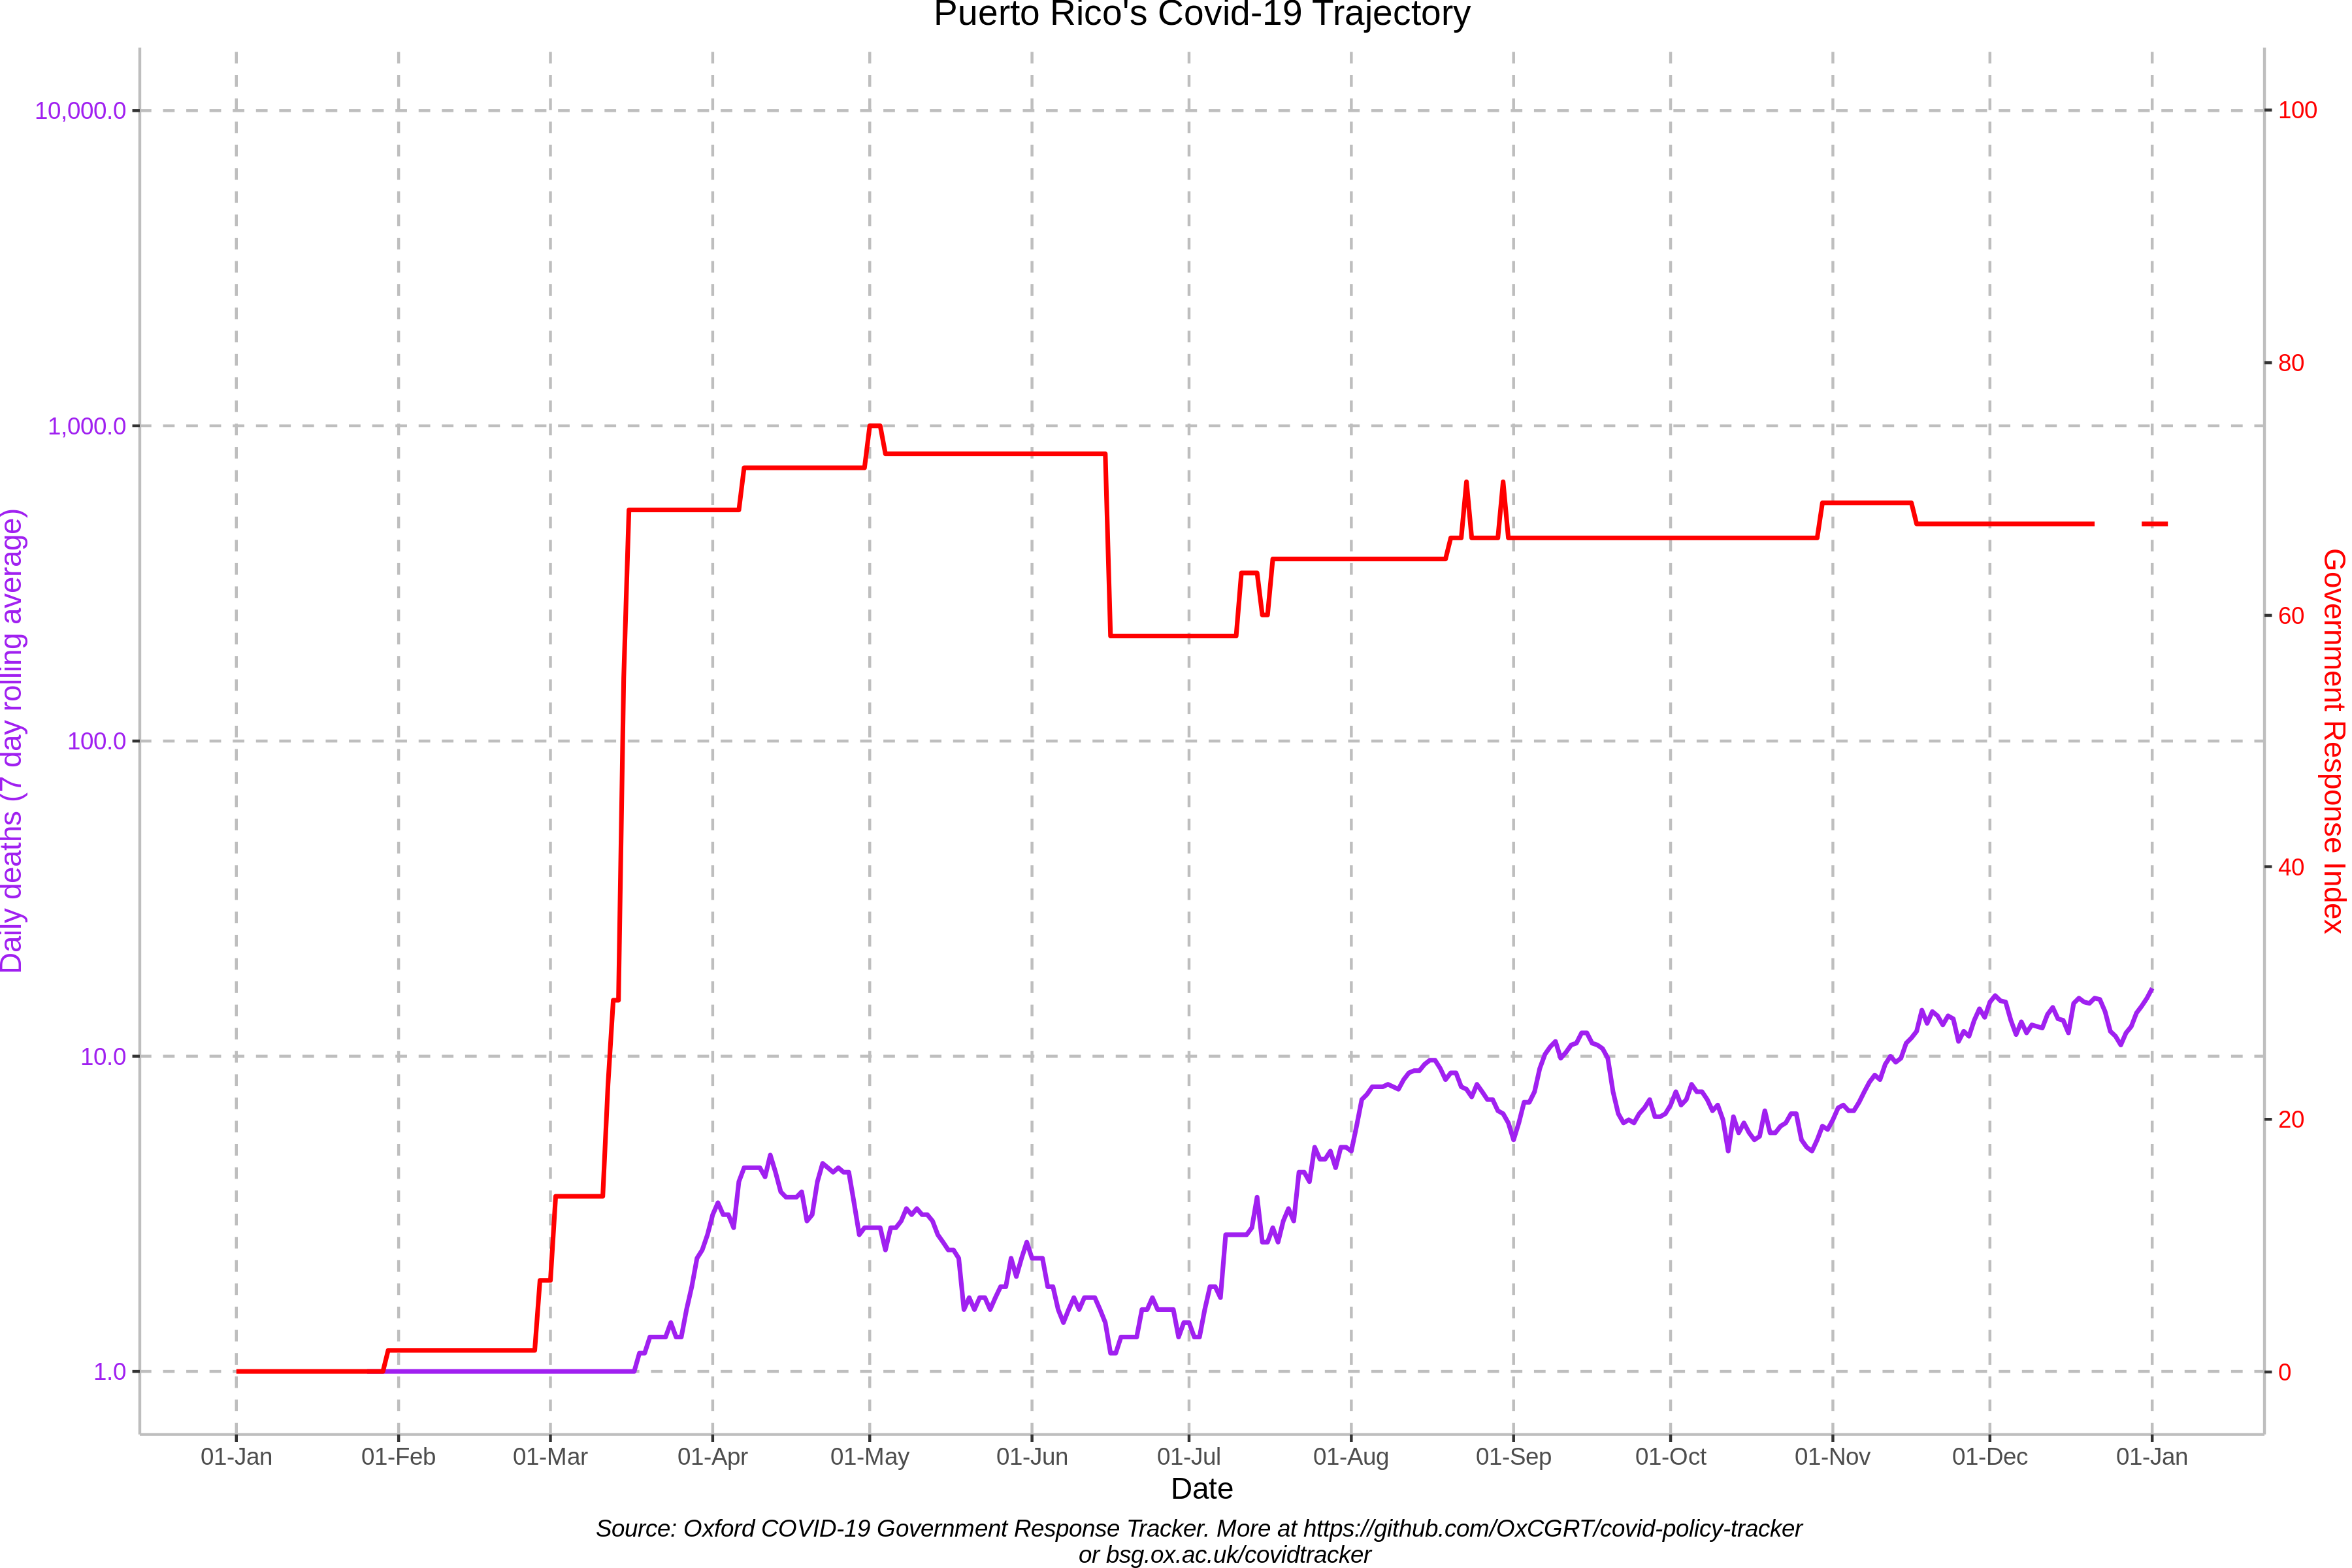 Puerto Rico's Covid-19 Trajectory
10,000.0
1,000.0
100.0
10.0
1.0
Daily deaths (7 day rolling average)
100
80
60
40
20
0
Government Response Index
01-Jan 01-Feb 01-Mar 01-Apr 01-May 01-Jun 01-Jul 01-Aug 01-Sep 01-Oct 01-Nov 01-Dec 01-Jan
Date
Source: Oxford COVID-19 Government Response Tracker. More at https://github.com/OxCGRT/covid-policy-tracker
or bsg.ox.ac.uk/covidtracker